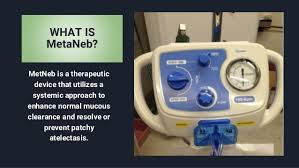 WHAT IS
MetaNeb?
MetNeb is a therapeutic
device that utilizes a
systemic approach to
enhance normal mucous
clearance and resolve or
prevent patchy
atelectasis.